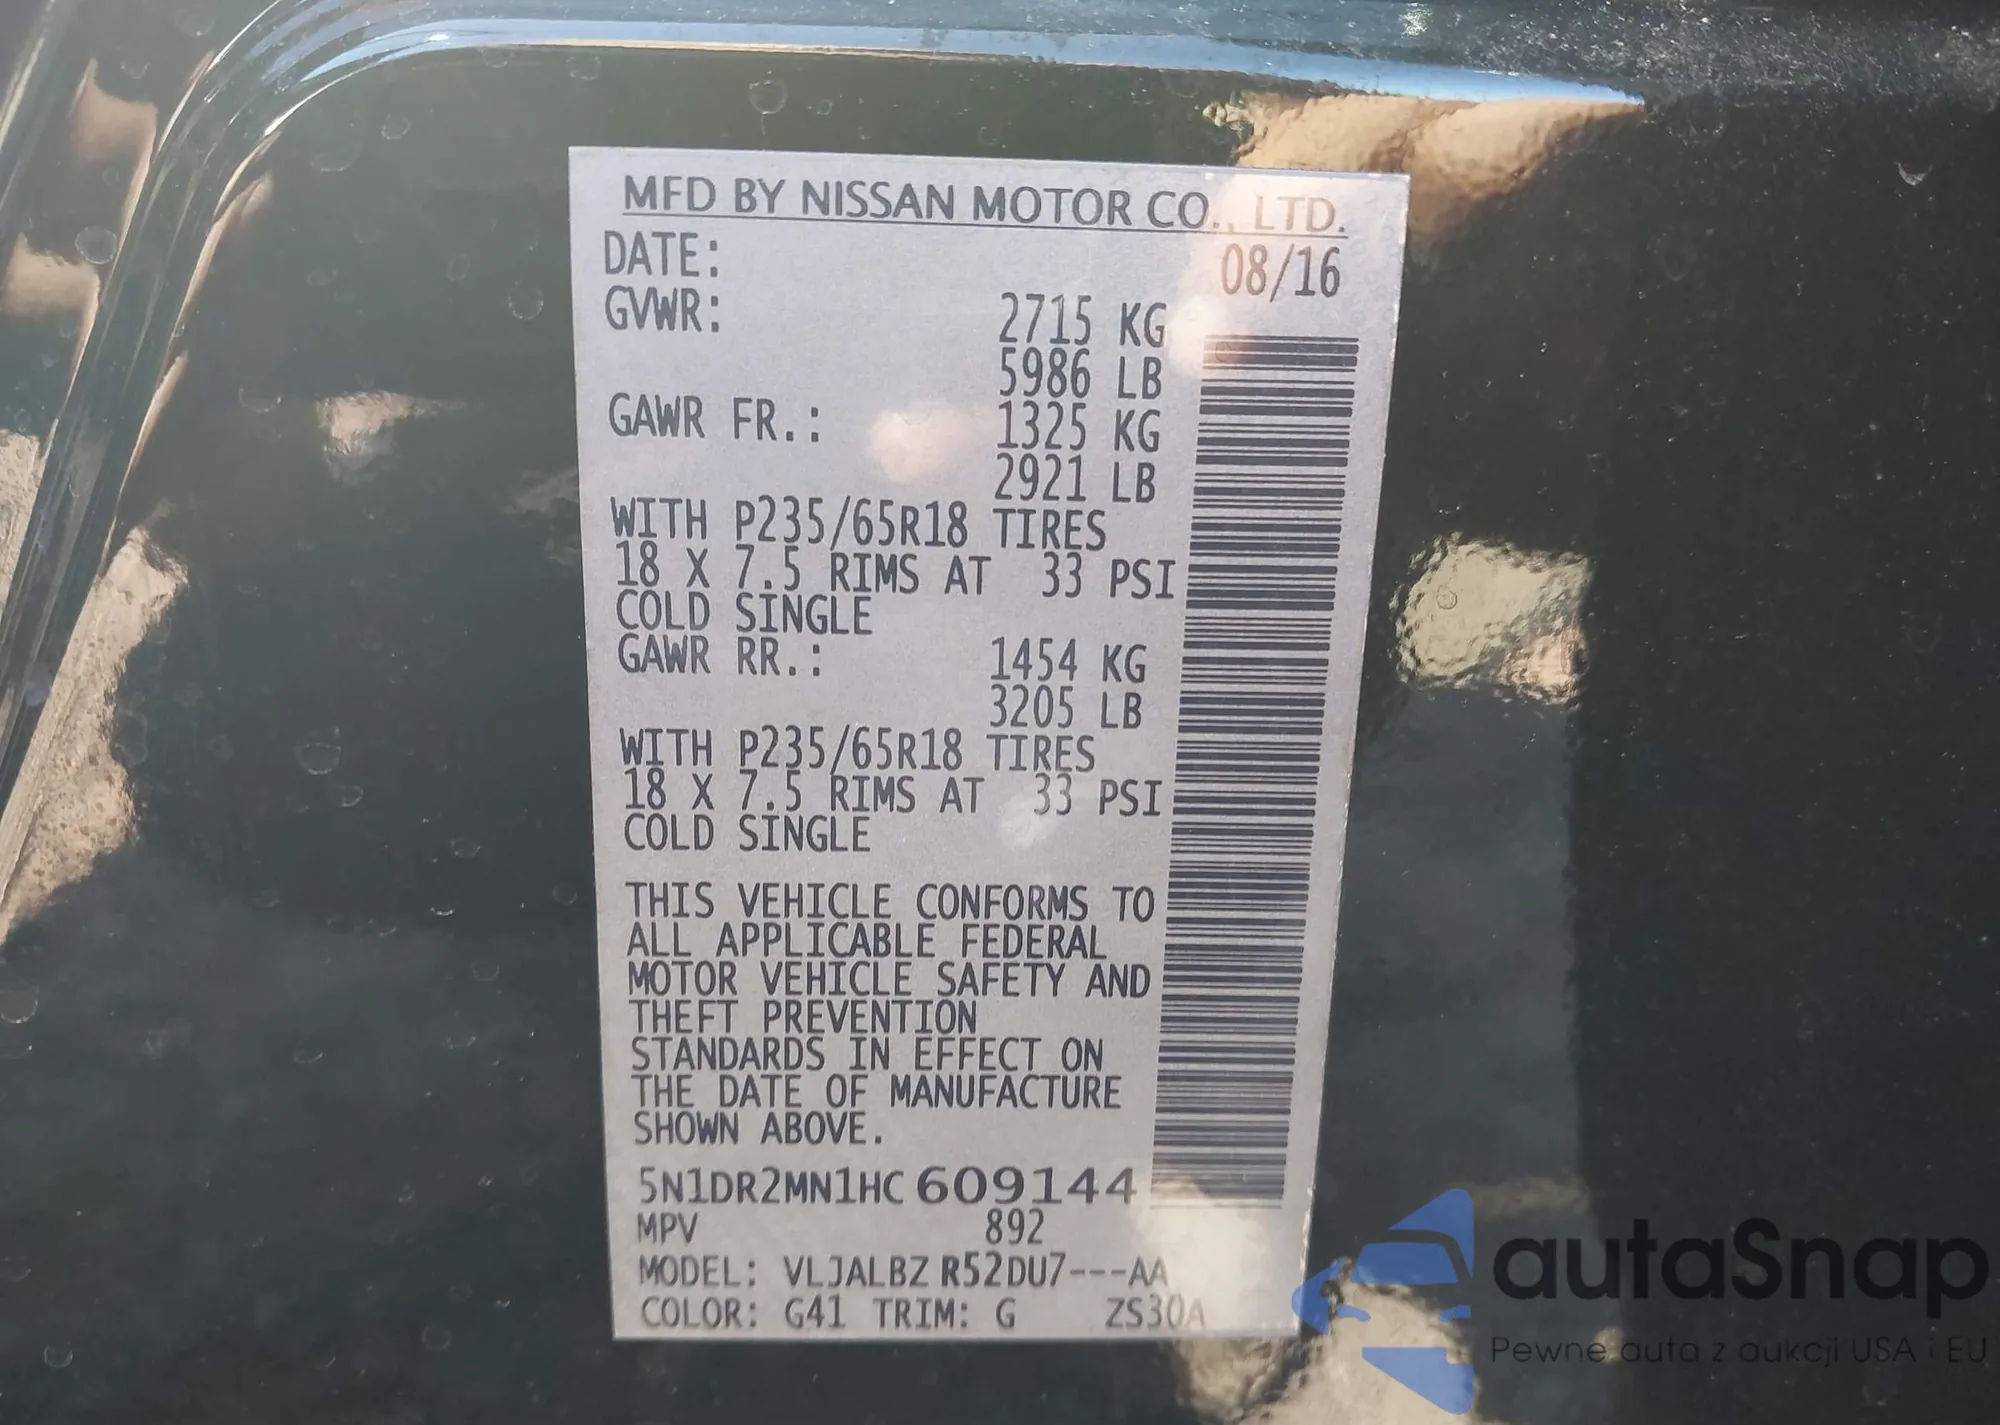 MFD BY NISSAN MOTOR CO., LTD.
DATE: 08/16
GVWR: 2715 KG
5986 LB
GAWR FR.: 1325 KG
2921 LB
WITH P235/65R18 TIRES
18 X 7.5 RIMS AT 33 PSI
COLD SINGLE
GAWR RR.: 1454 KG
3205 LB
WITH P235/65R18 TIRES
18 X 7.5 RIMS AT 33 PSI
COLD SINGLE
THIS VEHICLE CONFORMS TO
ALL APPLICABLE FEDERAL
MOTOR VEHICLE SAFETY AND
THEFT PREVENTION
STANDARDS IN EFFECT ON
THE DATE OF MANUFACTURE
SHOWN ABOVE.
5N1DR2MN1HC 609144
MPV 892
MODEL: VLJALBZ R52DU7---AA
COLOR: G41 TRIM: G ZS30A
autaSnap
Pewne auta z aukcji USA i EU